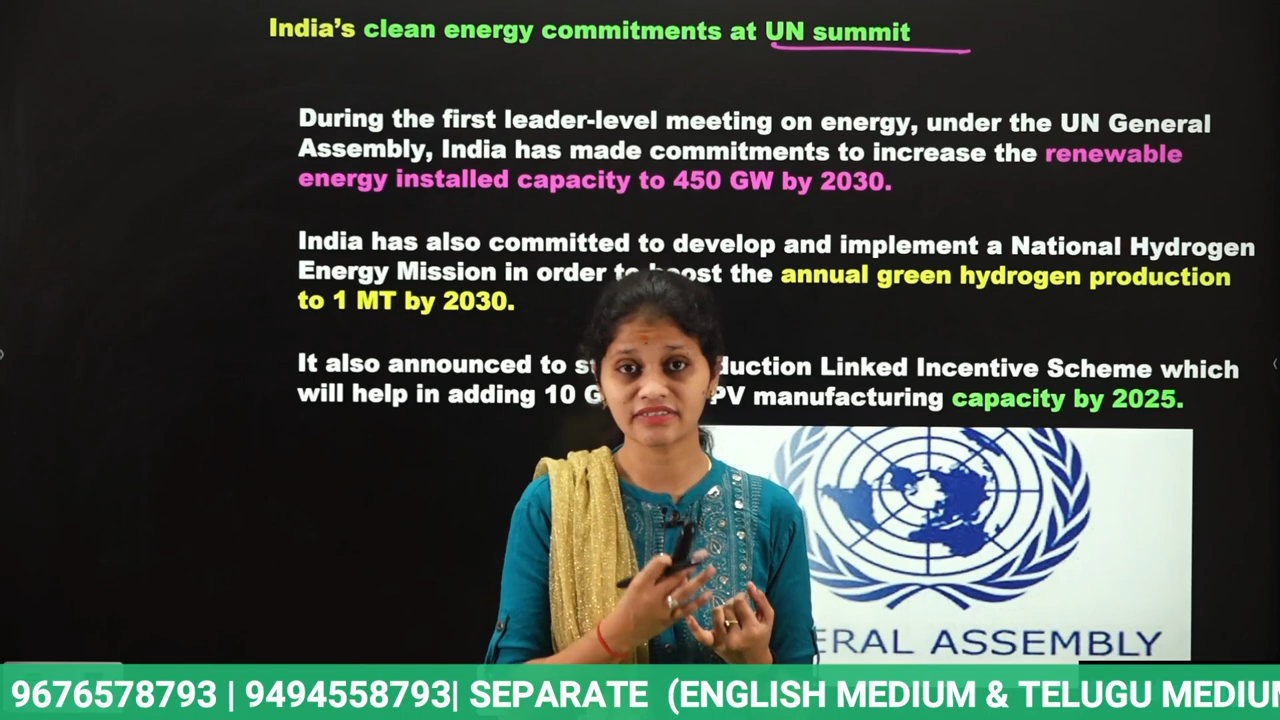 India's clean energy commitments at UN summit
During the first leader-level meeting on energy, under the UN General
Assembly, India has made commitments to increase the renewable
energy installed capacity to 450 GW by 2030.
India has also committed to develop and implement a National Hydrogen
Energy Mission in order to boost the annual green hydrogen production
to 1 MT by 2030.
It also announced to Linked Incentive Scheme which
will help in adding 10 PV manufacturing capacity by 2025.
ASSEMBLY
9676578793 | 9494558793| SEPARATE (ENGLISH MEDIUM & TELUGU